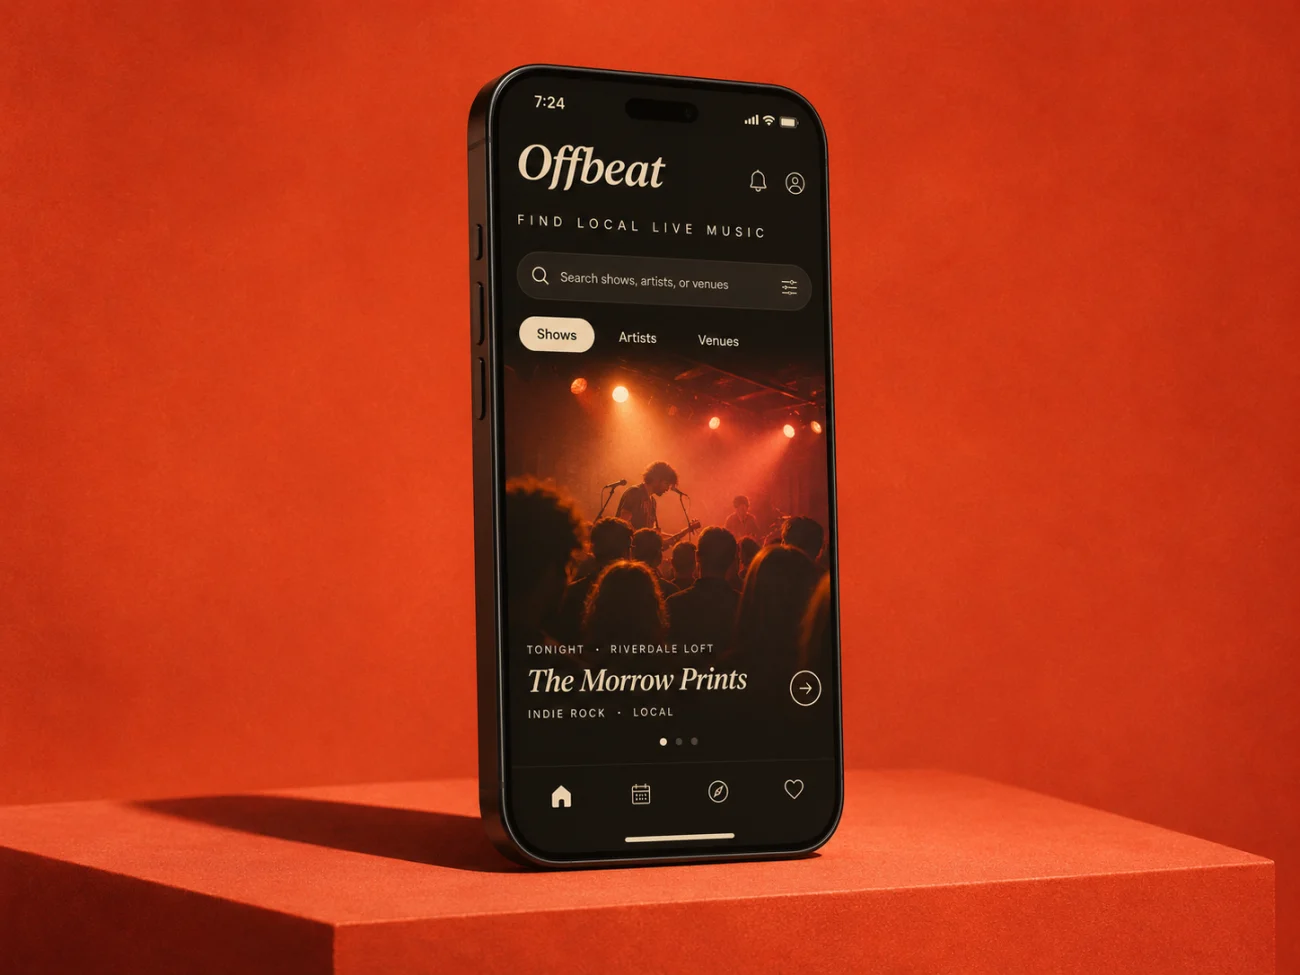 7:24
Offbeat
FIND LOCAL LIVE MUSIC
Search shows, artists, or venues
Shows Artists Venues
TONIGHT · RIVERDALE LOFT
The Morrow Prints
INDIE ROCK · LOCAL